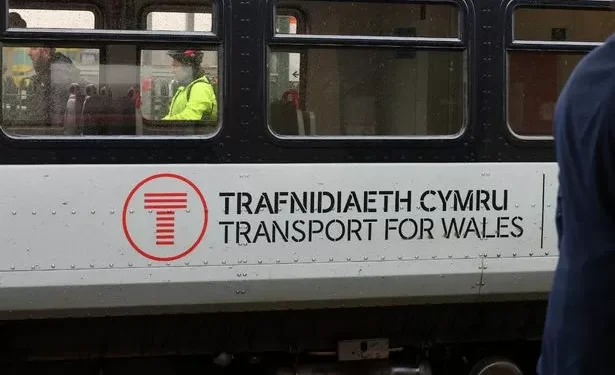 T
TRAFNIDIAETH CYMRU
TRANSPORT FOR WALES